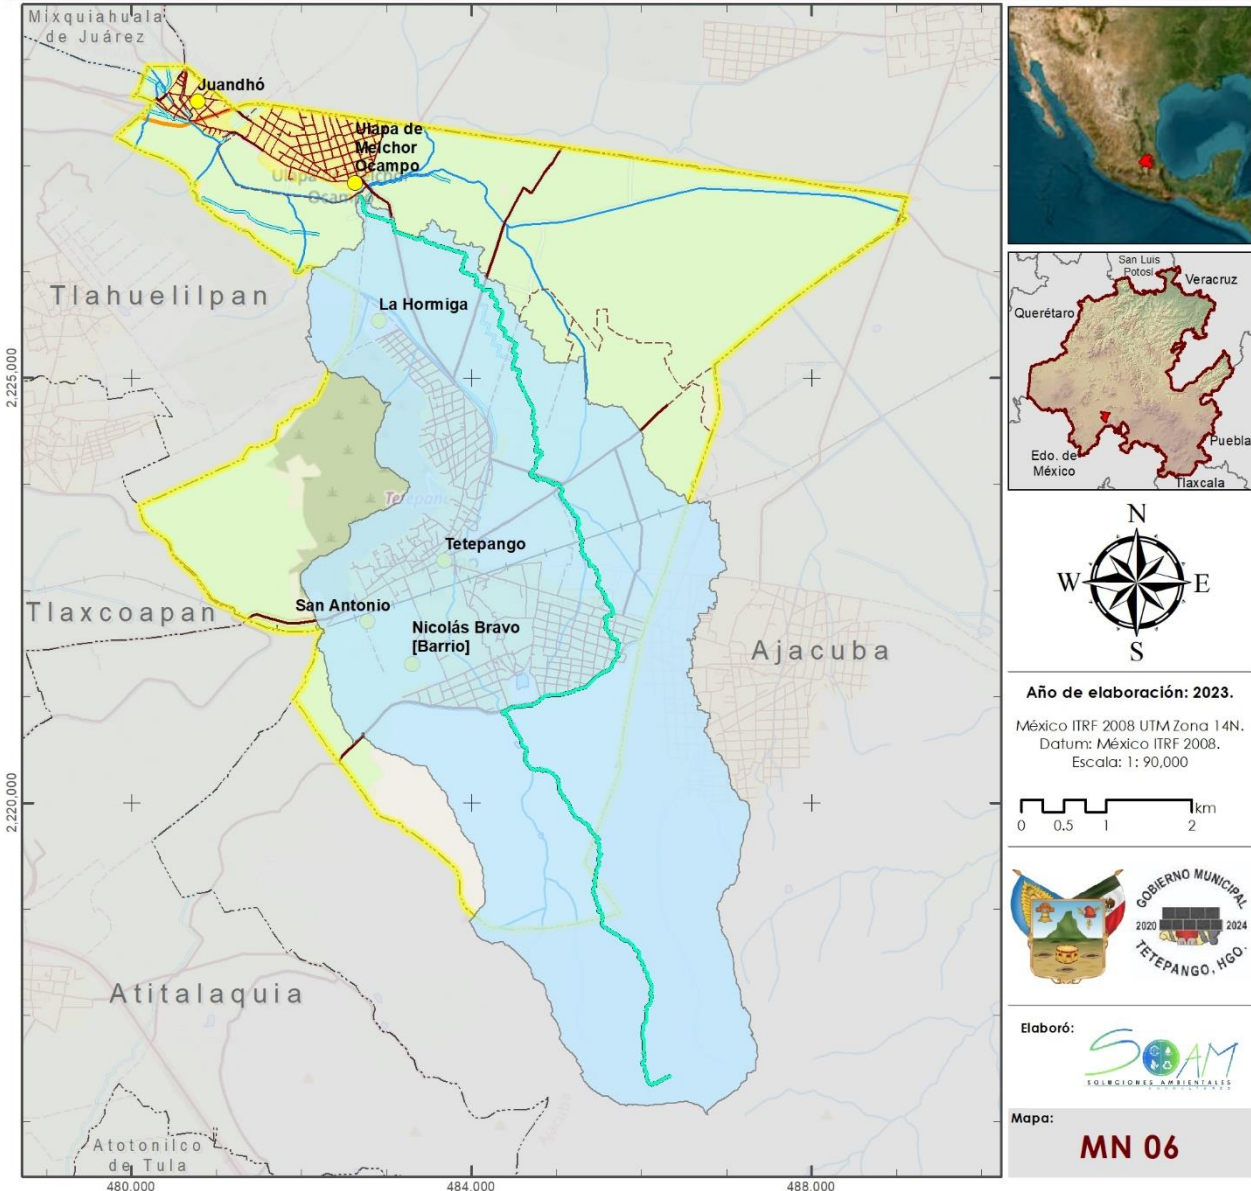 Mixquiahuala
de Juárez
Juandhó
Ulapa de
Melchor
Ocampo
Tlahuelilpan
La Hormiga
2,225,000
Tetepango
San Antonio
Tlaxcoapan
Nicolás Bravo
[Barrio]
Ajacuba
2,220,000
Atitalaquia
Atotonilco
de Tula
480,000
484,000
488,000
San Luis
Potosí
Veracruz
Querétaro
Puebla
Edo. de
México
Tlaxcala
N
W
E
S
Año de elaboración: 2023.
México ITRF 2008 UTM Zona 14N.
Datum: México ITRF 2008.
Escala: 1: 90,000
km
0 0.5 1 2
GOBIERNO MUNICIPAL
2020 2024
TETEPANGO, HGO.
Elaboró:
SOAM
SOLUCIONES AMBIENTALES
Mapa:
MN 06